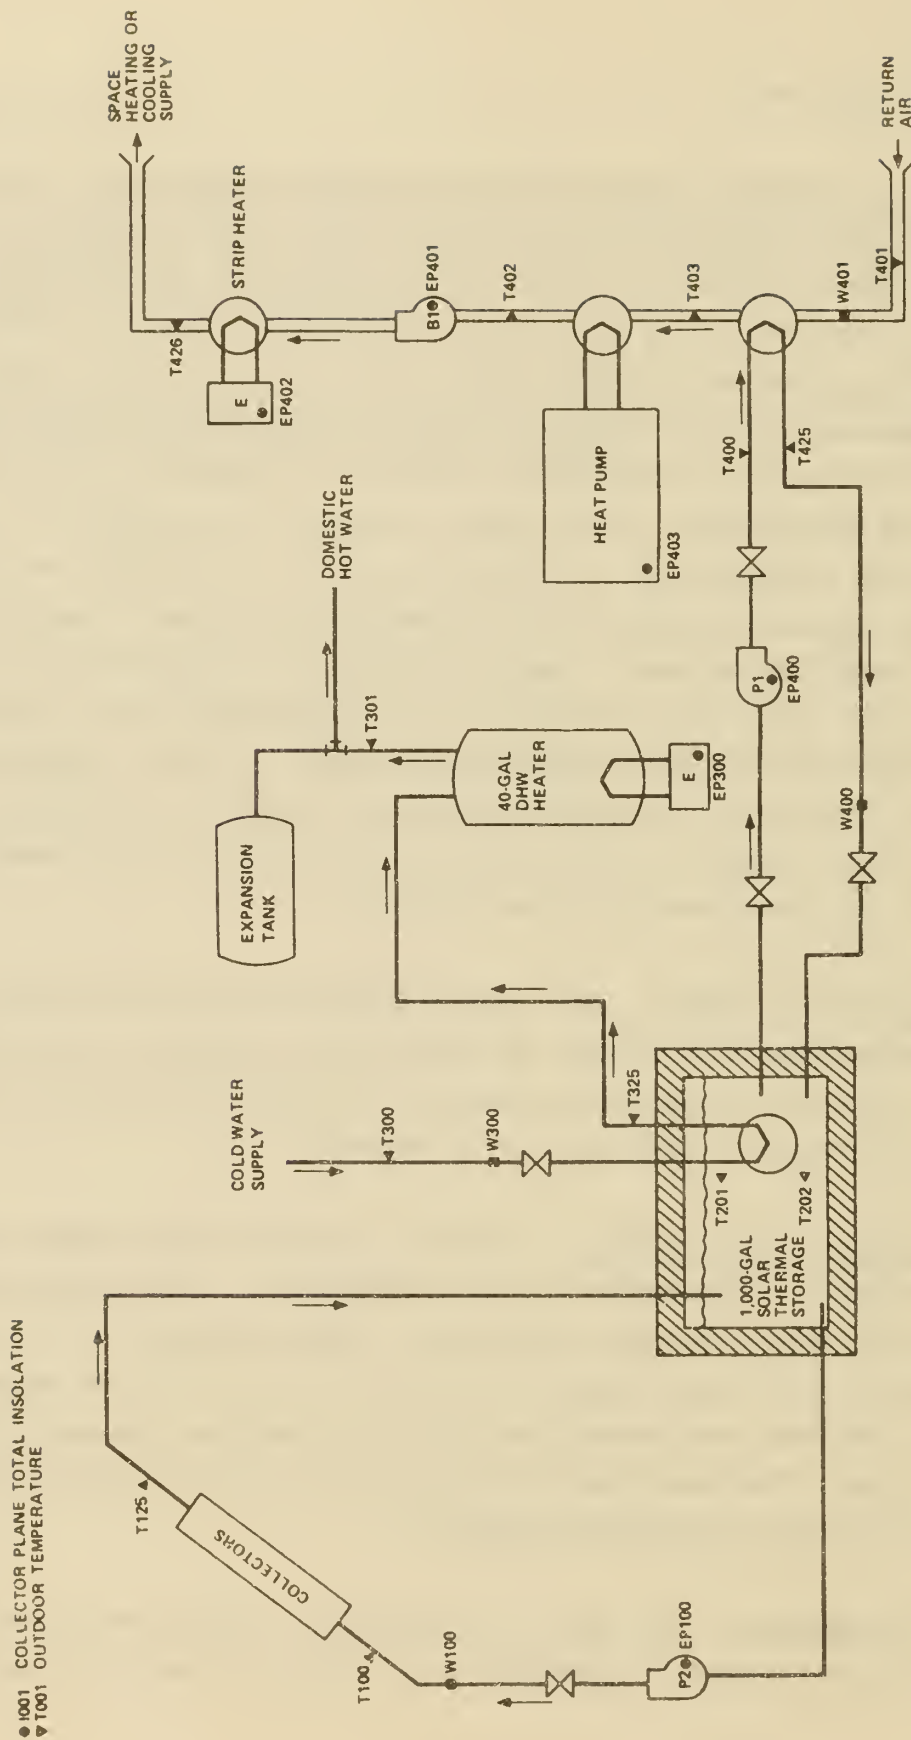 I001 COLLECTOR PLANE TOTAL INSOLATION
T001 OUTDOOR TEMPERATURE
T125
COLLECTORS
T100
W100
P2
EP100
COLD WATER
SUPPLY
T300
W300
T325
T201
T202
1,000-GAL
SOLAR
THERMAL
STORAGE
EXPANSION
TANK
DOMESTIC
HOT WATER
T301
40-GAL
DHW
HEATER
E
EP300
P1
EP400
W400
T400
T425
HEAT PUMP
EP403
SPACE
HEATING OR
COOLING
SUPPLY
T426
STRIP HEATER
E
EP402
B1
EP401
T402
T403
W401
T401
RETURN
AIR